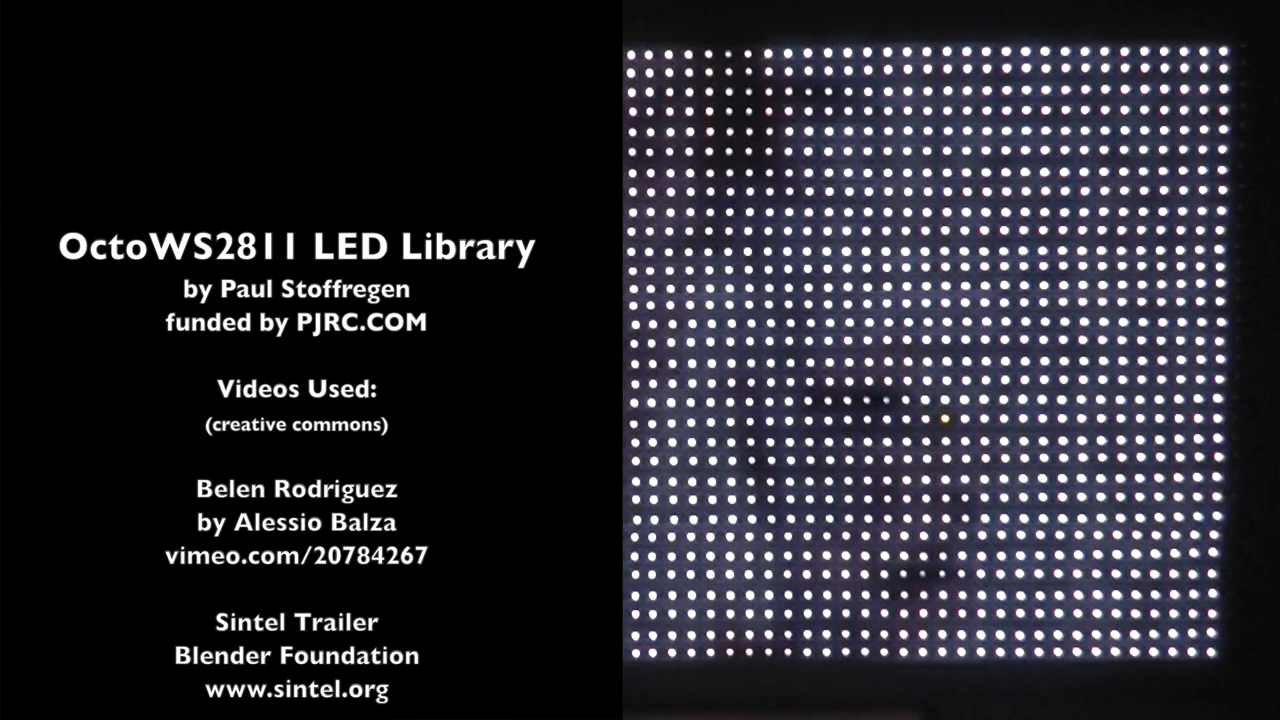 OctoWS2811 LED Library
by Paul Stoffregen
funded by PJRC.COM
Videos Used:
(creative commons)
Belen Rodriguez
by Alessio Balza
vimeo.com/20784267
Sintel Trailer
Blender Foundation
www.sintel.org